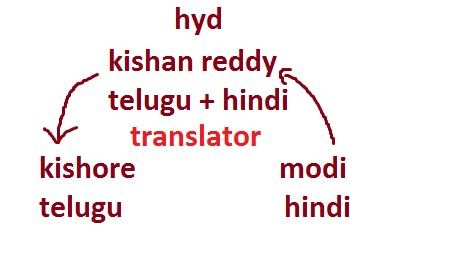 hyd
kishan reddy
telugu + hindi
translator
kishore
telugu
modi
hindi